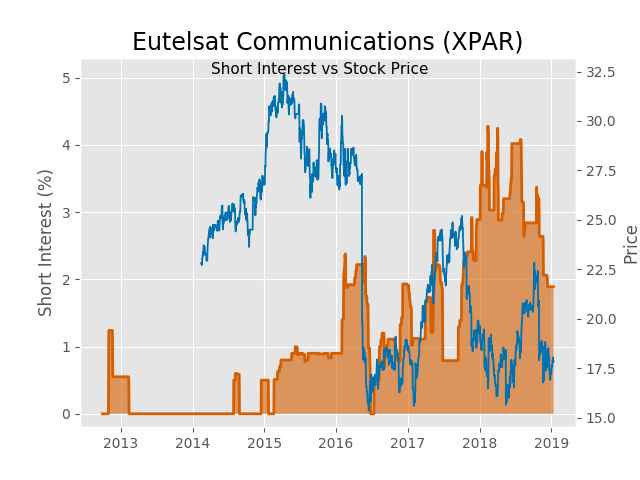 Eutelsat Communications (XPAR)
Short Interest vs Stock Price
Short Interest (%)
5
4
3
2
1
0
32.5
30.0
27.5
25.0
22.5
20.0
17.5
15.0
Price
2013 2014 2015 2016 2017 2018 2019